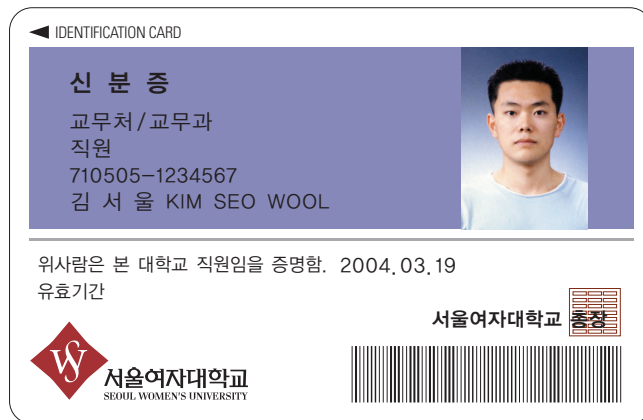 IDENTIFICATION CARD
신 분 증
교무처/교무과
직원
710505-1234567
김 서 울 KIM SEO WOOL
위사람은 본 대학교 직원임을 증명함. 2004.03.19
유효기간
서울여자대학교 총장
서울여자대학교
SEOUL WOMEN'S UNIVERSITY